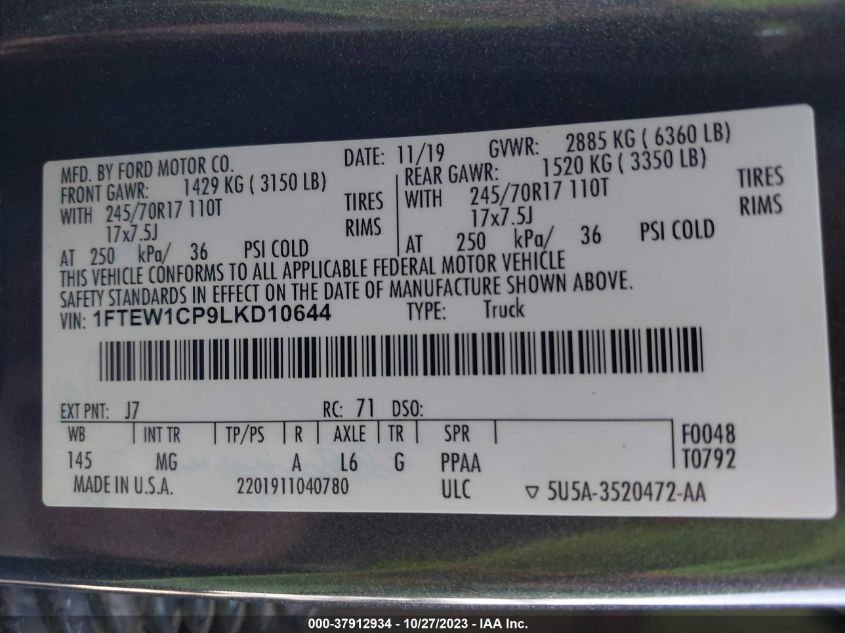 MFD. BY FORD MOTOR CO. DATE: 11/19 GVWR: 2885 KG ( 6360 LB)
FRONT GAWR: 1429 KG ( 3150 LB) REAR GAWR: 1520 KG ( 3350 LB)
WITH 245/70R17 110T TIRES WITH 245/70R17 110T TIRES
17x7.5J RIMS 17x7.5J RIMS
AT 250 kPa/ 36 PSI COLD AT 250 kPa/ 36 PSI COLD
THIS VEHICLE CONFORMS TO ALL APPLICABLE FEDERAL MOTOR VEHICLE
SAFETY STANDARDS IN EFFECT ON THE DATE OF MANUFACTURE SHOWN ABOVE.
VIN: 1FTEW1CP9LKD10644 TYPE: Truck
EXT PNT: J7 RC: 71 DSO:
WB INT TR TP/PS R AXLE TR SPR F0048
145 MG A L6 G PPAA T0792
MADE IN U.S.A. 2201911040780 ULC ▽ 5U5A-3520472-AA
000-37912934 - 10/27/2023 - IAA Inc.